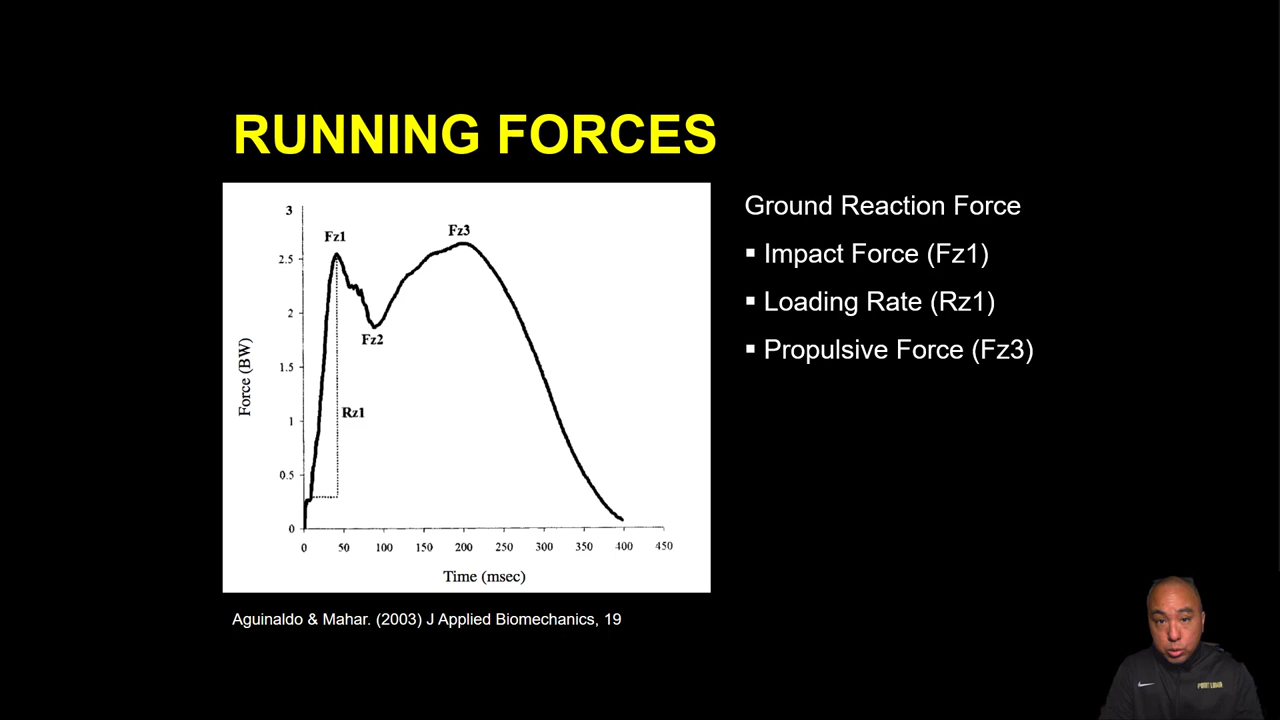 RUNNING FORCES
3
2.5
2
1.5
1
0.5
0
Force (BW)
Fz1
Fz2
Fz3
Rz1
0 50 100 150 200 250 300 350 400 450
Time (msec)
Aguinaldo & Mahar. (2003) J Applied Biomechanics, 19
Ground Reaction Force
▪ Impact Force (Fz1)
▪ Loading Rate (Rz1)
▪ Propulsive Force (Fz3)